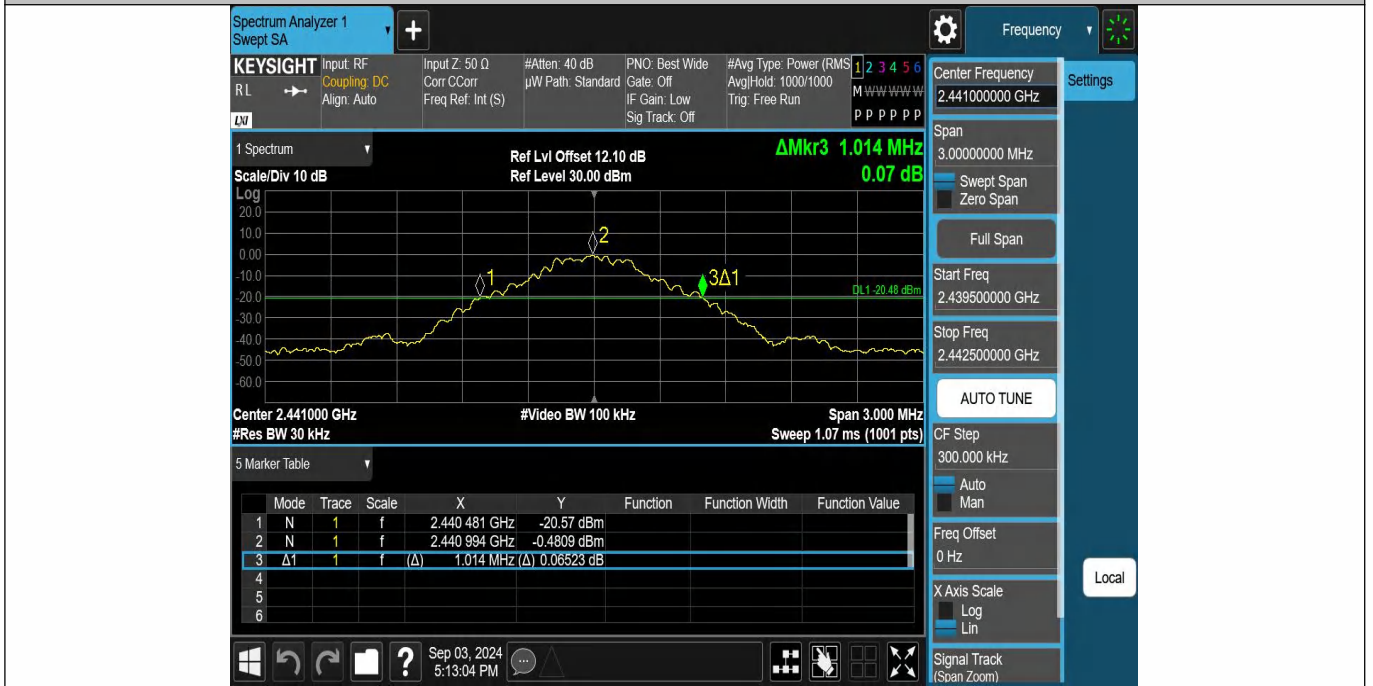 Spectrum Analyzer 1
Swept SA
+
Frequency
KEYSIGHT
RL
LXI
Input: RF
Coupling: DC
Align: Auto
Input Z: 50 Ω
Corr CCorr
Freq Ref: Int (S)
#Atten: 40 dB
µW Path: Standard
PNO: Best Wide
Gate: Off
IF Gain: Low
Sig Track: Off
#Avg Type: Power (RMS
Avg|Hold: 1000/1000
Trig: Free Run
1 2 3 4 5 6
M W W W W W
P P P P P P
1 Spectrum
Scale/Div 10 dB
Ref Lvl Offset 12.10 dB
Ref Level 30.00 dBm
ΔMkr3 1.014 MHz
0.07 dB
Log
20.0
10.0
0.00
-10.0
-20.0
-30.0
-40.0
-50.0
-60.0
1
2
3Δ1
DL1 -20.48 dBm
Center 2.441000 GHz
#Video BW 100 kHz
Span 3.000 MHz
#Res BW 30 kHz
Sweep 1.07 ms (1001 pts)
5 Marker Table
Mode Trace Scale X Y Function Function Width Function Value
1 N 1 f 2.440 481 GHz -20.57 dBm
2 N 1 f 2.440 994 GHz -0.4809 dBm
3 Δ1 1 f (Δ) 1.014 MHz (Δ) 0.06523 dB
4
5
6
?
Sep 03, 2024
5:13:04 PM
Center Frequency
2.441000000 GHz
Settings
Span
3.00000000 MHz
Swept Span
Zero Span
Full Span
Start Freq
2.439500000 GHz
Stop Freq
2.442500000 GHz
AUTO TUNE
CF Step
300.000 kHz
Auto
Man
Freq Offset
0 Hz
Local
X Axis Scale
Log
Lin
Signal Track
(Span Zoom)